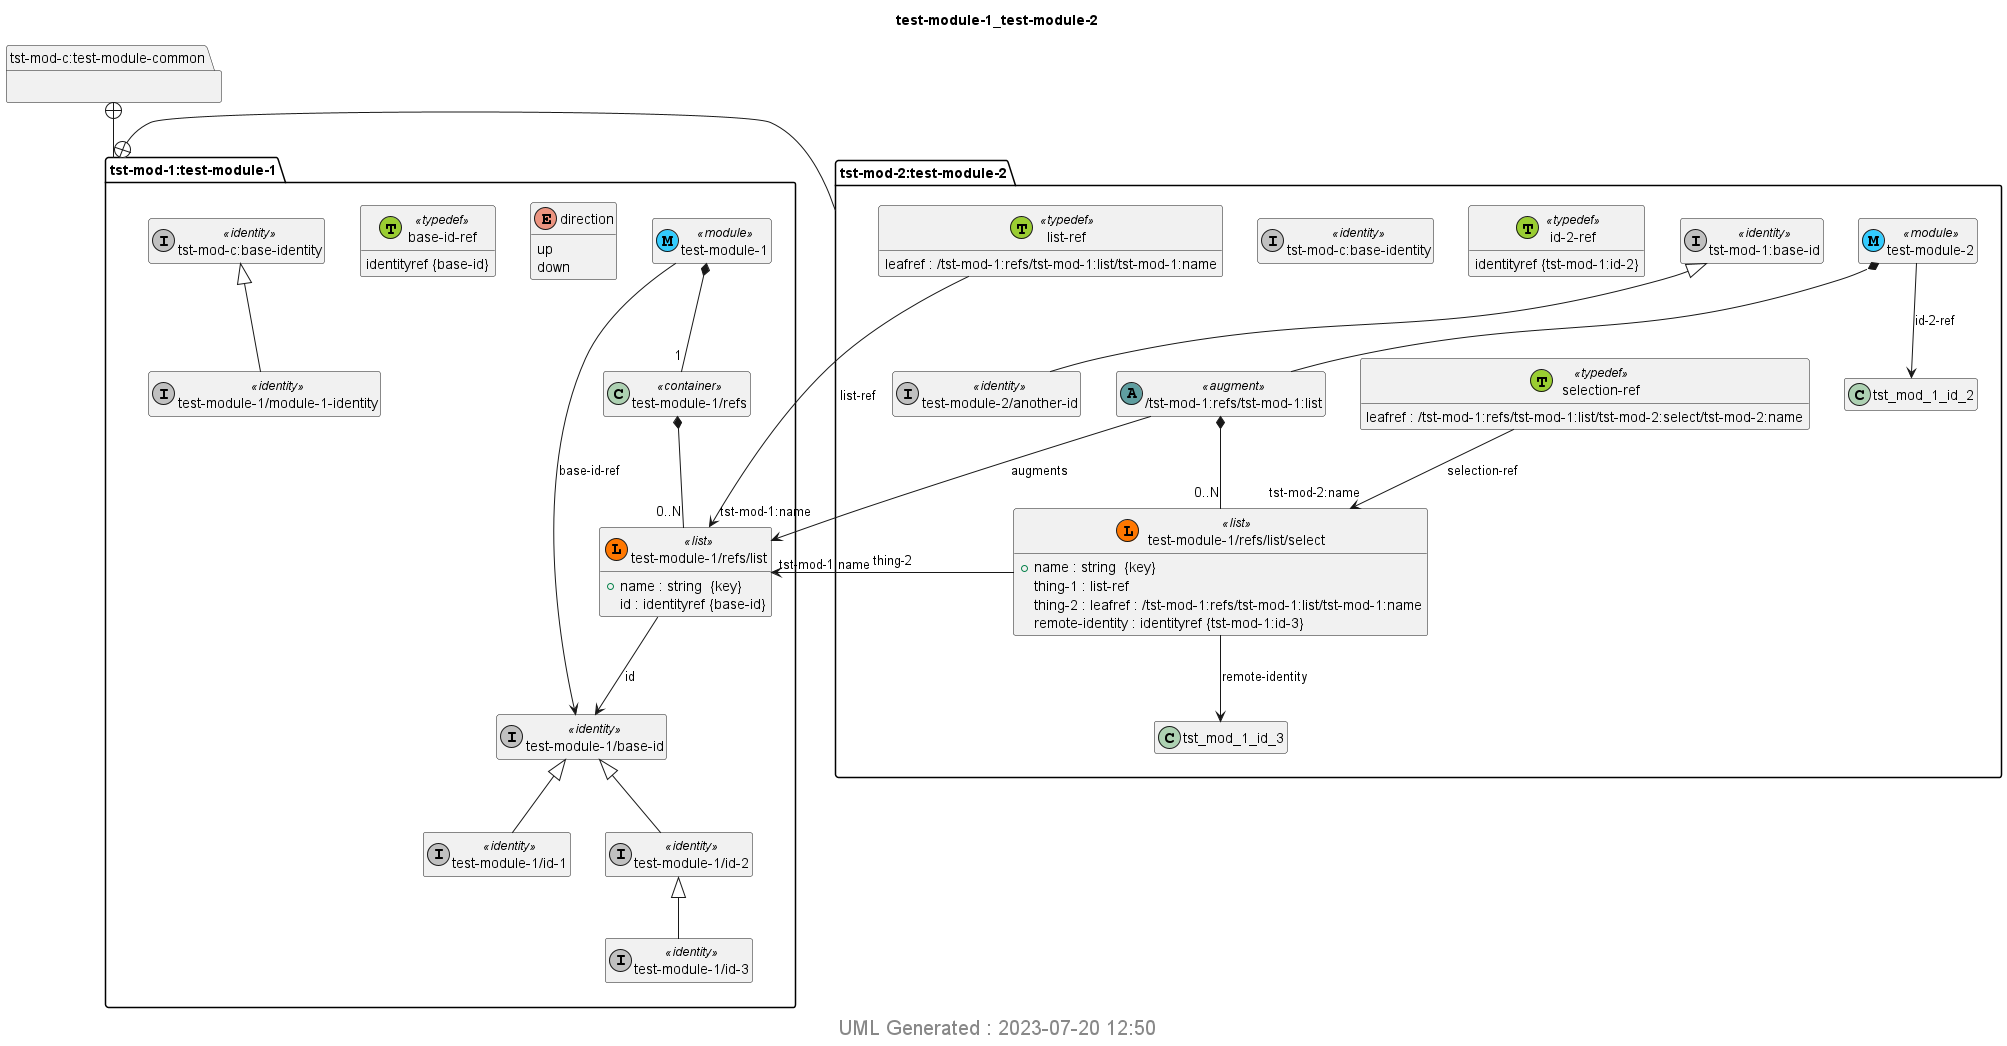 test-module-1_test-module-2
tst-mod-c:test-module-common
tst-mod-1:test-module-1
«identity»
tst-mod-c:base-identity
«typedef»
base-id-ref
identityref {base-id}
direction
up
down
«module»
test-module-1
«identity»
test-module-1/module-1-identity
1
«container»
test-module-1/refs
base-id-ref
0..N
tst-mod-1:name
«list»
test-module-1/refs/list
name : string {key}
id : identityref {base-id}
id
«identity»
test-module-1/base-id
«identity»
test-module-1/id-1
«identity»
test-module-1/id-2
«identity»
test-module-1/id-3
tst-mod-2:test-module-2
«typedef»
list-ref
leafref : /tst-mod-1:refs/tst-mod-1:list/tst-mod-1:name
«identity»
tst-mod-c:base-identity
«typedef»
id-2-ref
identityref {tst-mod-1:id-2}
«identity»
tst-mod-1:base-id
«module»
test-module-2
id-2-ref
list-ref
«identity»
test-module-2/another-id
«augment»
/tst-mod-1:refs/tst-mod-1:list
«typedef»
selection-ref
leafref : /tst-mod-1:refs/tst-mod-1:list/tst-mod-2:select/tst-mod-2:name
tst_mod_1_id_2
augments
selection-ref
0..N
tst-mod-2:name
tst-mod-1:name
thing-2
«list»
test-module-1/refs/list/select
name : string {key}
thing-1 : list-ref
thing-2 : leafref : /tst-mod-1:refs/tst-mod-1:list/tst-mod-1:name
remote-identity : identityref {tst-mod-1:id-3}
remote-identity
tst_mod_1_id_3
UML Generated : 2023-07-20 12:50